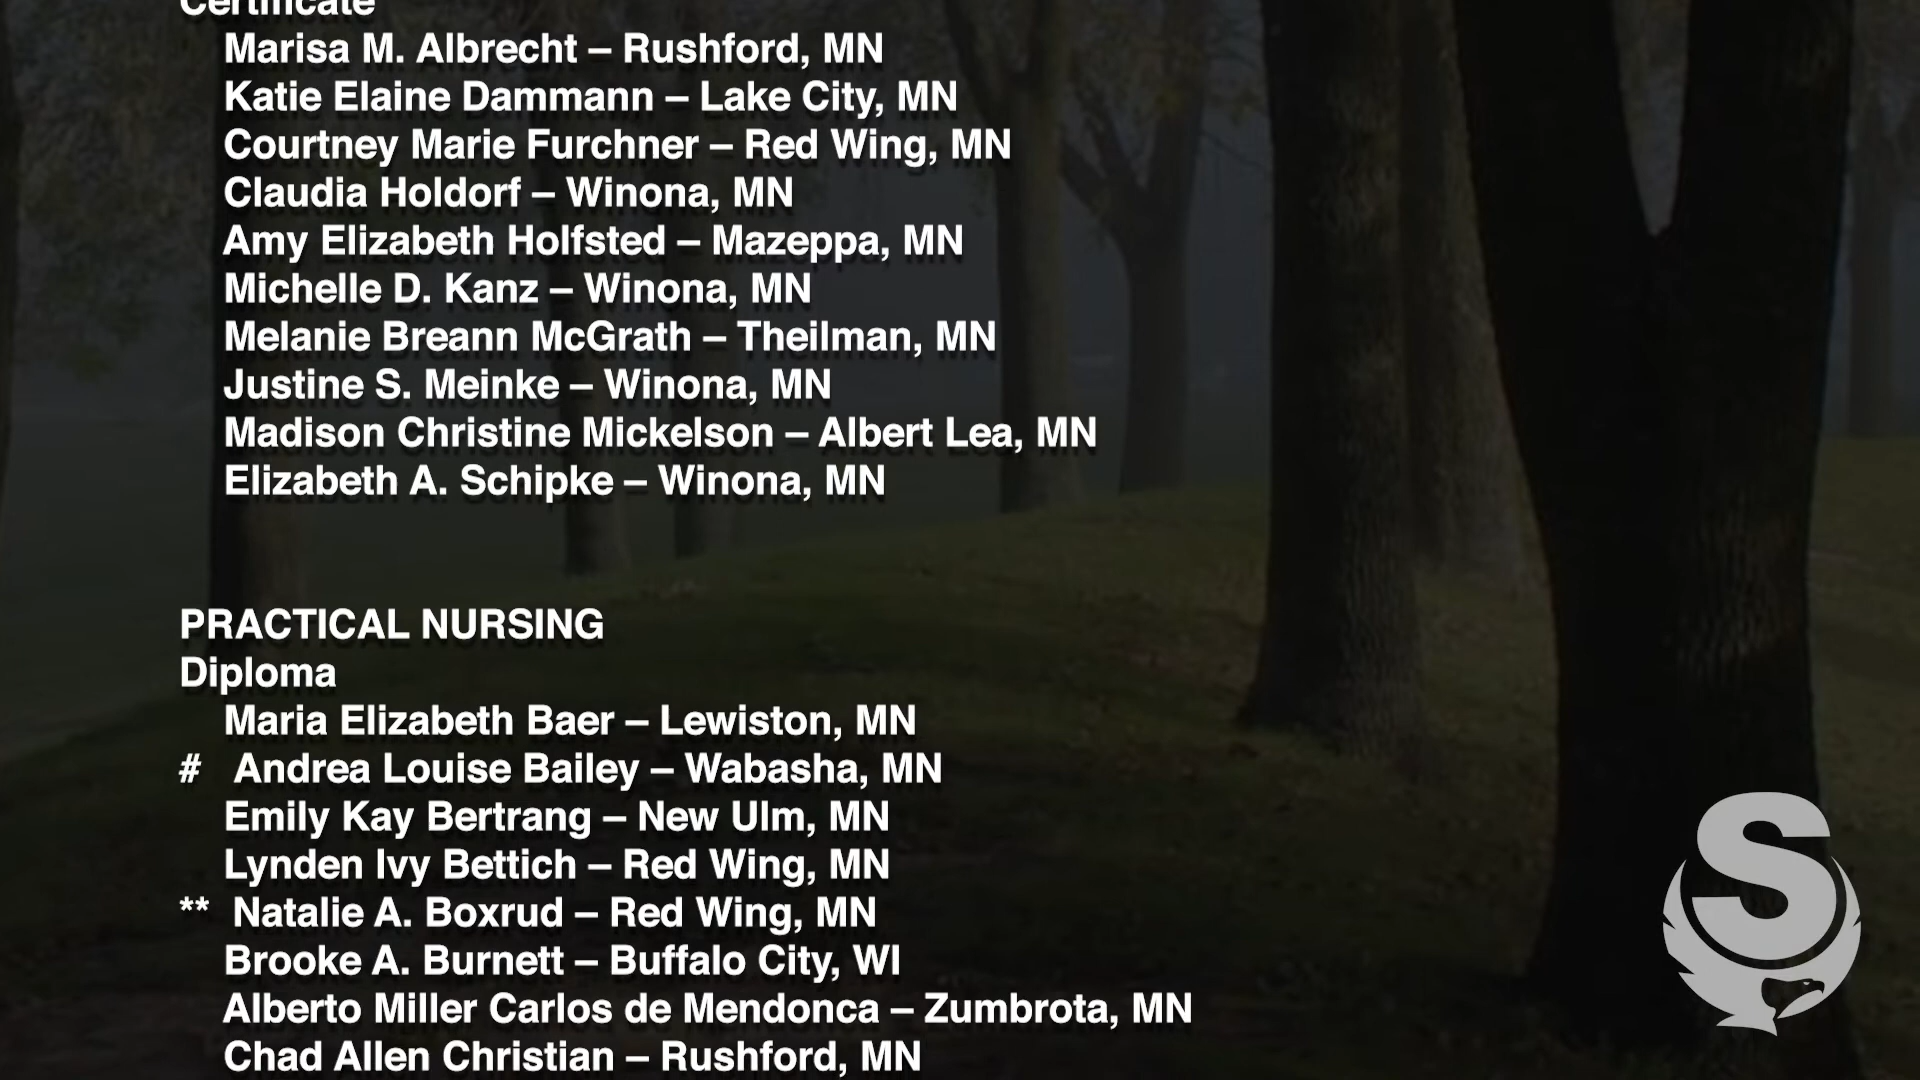 Certificate
Marisa M. Albrecht – Rushford, MN
Katie Elaine Dammann – Lake City, MN
Courtney Marie Furchner – Red Wing, MN
Claudia Holdorf – Winona, MN
Amy Elizabeth Holfsted – Mazeppa, MN
Michelle D. Kanz – Winona, MN
Melanie Breann McGrath – Theilman, MN
Justine S. Meinke – Winona, MN
Madison Christine Mickelson – Albert Lea, MN
Elizabeth A. Schipke – Winona, MN
PRACTICAL NURSING
Diploma
Maria Elizabeth Baer – Lewiston, MN
# Andrea Louise Bailey – Wabasha, MN
Emily Kay Bertrang – New Ulm, MN
Lynden Ivy Bettich – Red Wing, MN
** Natalie A. Boxrud – Red Wing, MN
Brooke A. Burnett – Buffalo City, WI
Alberto Miller Carlos de Mendonca – Zumbrota, MN
Chad Allen Christian – Rushford, MN
S